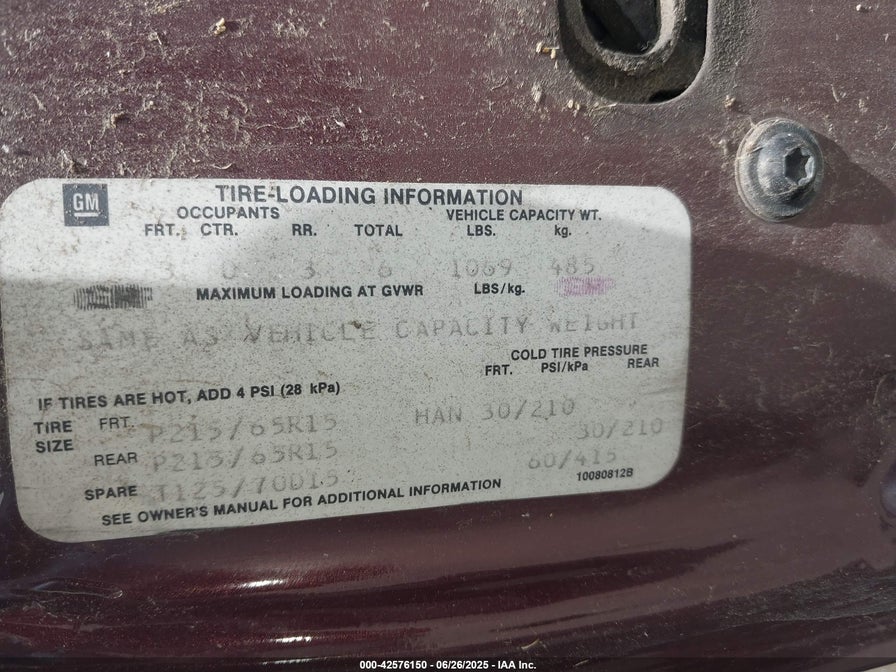 GM
TIRE-LOADING INFORMATION
OCCUPANTS VEHICLE CAPACITY WT.
FRT. CTR. RR. TOTAL LBS. kg.
3 0 3 6 1069 485
MAXIMUM LOADING AT GVWR LBS/kg.
SAME AS VEHICLE CAPACITY WEIGHT
COLD TIRE PRESSURE
FRT. PSI/kPa REAR
IF TIRES ARE HOT, ADD 4 PSI (28 kPa)
TIRE SIZE FRT. P215/65R15 HAN 30/210
REAR P215/65R15 30/210
SPARE T125/70D15 60/415
10080812B
SEE OWNER'S MANUAL FOR ADDITIONAL INFORMATION
000-42576150 - 06/26/2025 - IAA Inc.